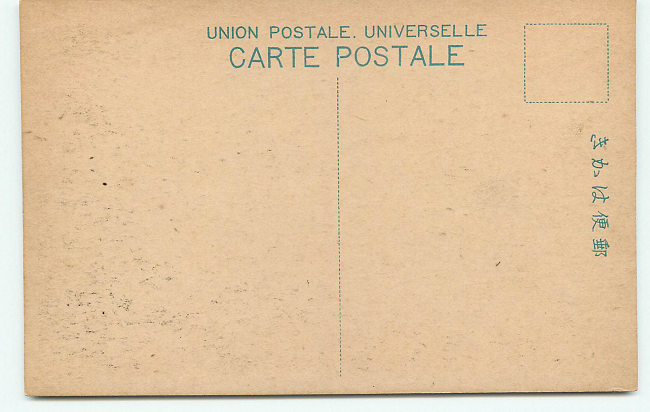 UNION POSTALE. UNIVERSELLE
CARTE POSTALE
郵便はかき